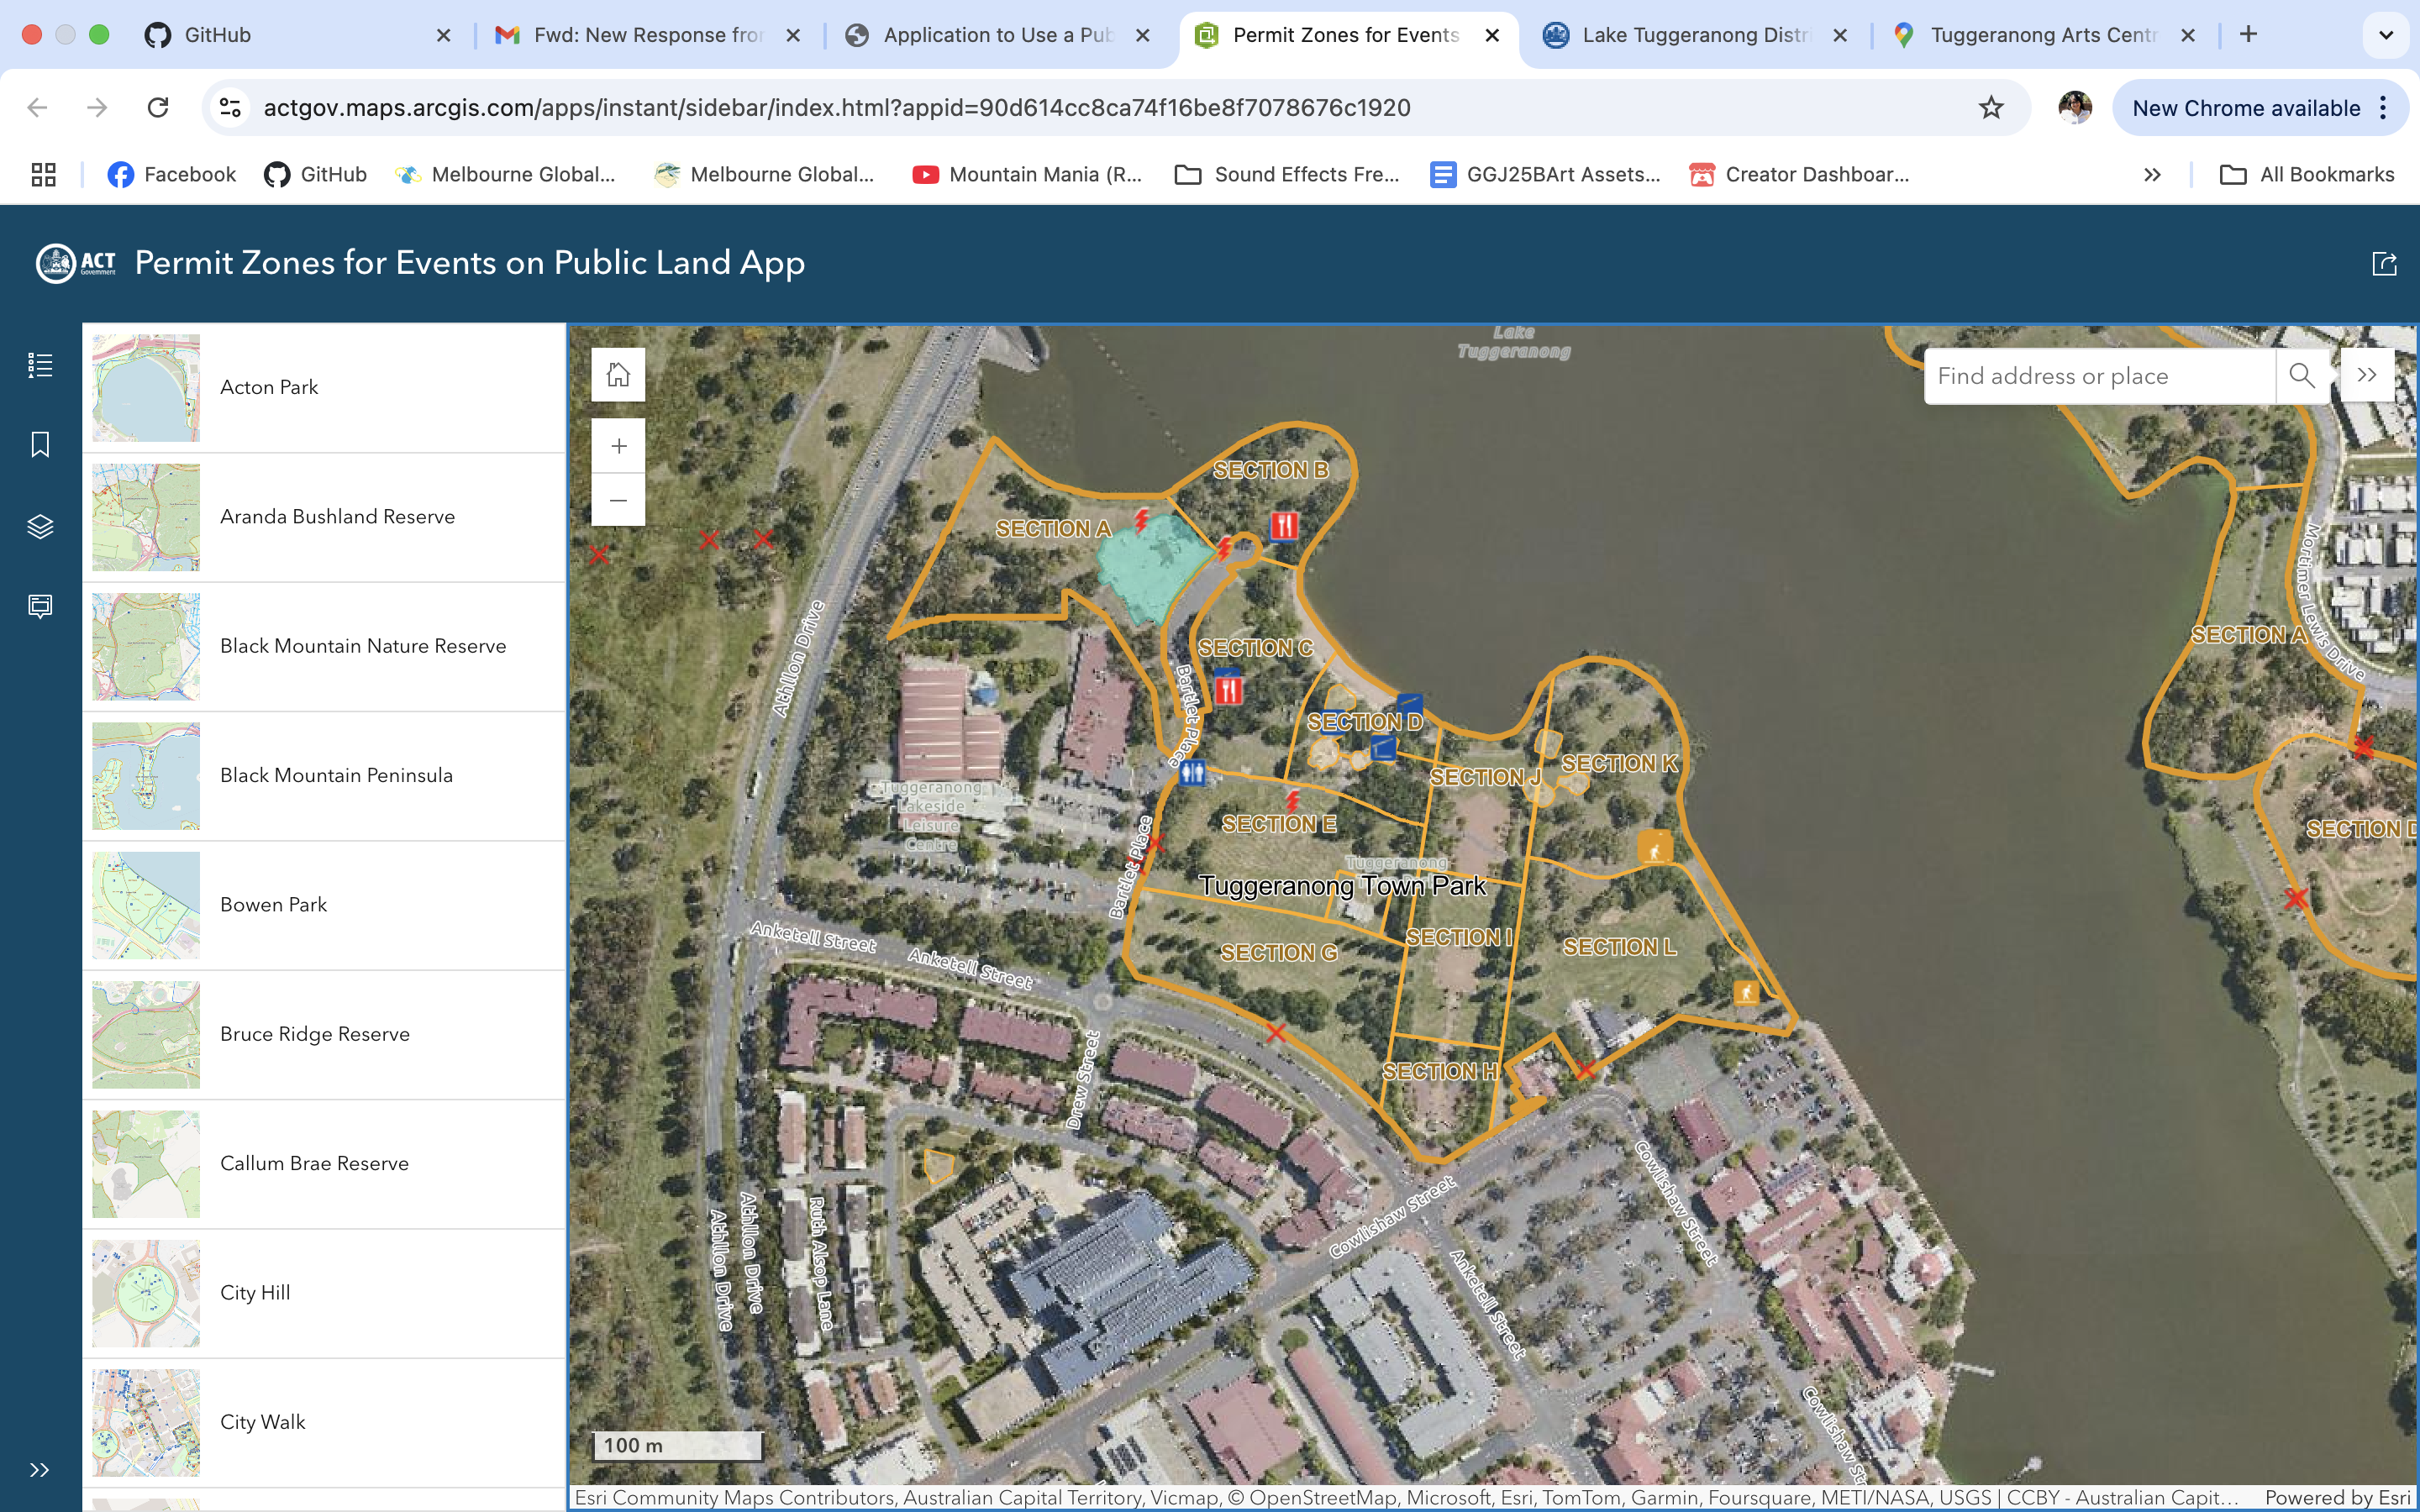 GitHub
Fwd: New Response fror
Application to Use a Pub
Permit Zones for Events
Lake Tuggeranong Distri
Tuggeranong Arts Centr
actgov.maps.arcgis.com/apps/instant/sidebar/index.html?appid=90d614cc8ca74f16be8f7078676c1920
New Chrome available
Facebook
GitHub
Melbourne Global...
Melbourne Global...
Mountain Mania (R...
Sound Effects Fre...
GGJ25BArt Assets...
Creator Dashboar...
All Bookmarks
ACT
Government
Permit Zones for Events on Public Land App
Acton Park
Aranda Bushland Reserve
Black Mountain Nature Reserve
Black Mountain Peninsula
Bowen Park
Bruce Ridge Reserve
Callum Brae Reserve
City Hill
City Walk
Find address or place
Lake
Tuggeranong
SECTION B
SECTION A
SECTION C
SECTION D
SECTION J
SECTION K
SECTION E
Tuggeranong
Tuggeranong Town Park
SECTION G
SECTION I
SECTION L
SECTION H
SECTION A
SECTION D
Mortimer Lewis Drive
Athllon Drive
Bartlet Place
Bartlet Place
Tuggeranong
Lakeside
Leisure
Centre
Anketell Street
Anketell Street
Drew Street
Athllon Drive
Athllon Drive
Ruth Alsop Lane
Cowlishaw Street
Anketell Street
Cowlishaw Street
Cowlishaw St
100 m
Esri Community Maps Contributors, Australian Capital Territory, Vicmap, © OpenStreetMap, Microsoft, Esri, TomTom, Garmin, Foursquare, METI/NASA, USGS | CCBY - Australian Capit...
Powered by Esri